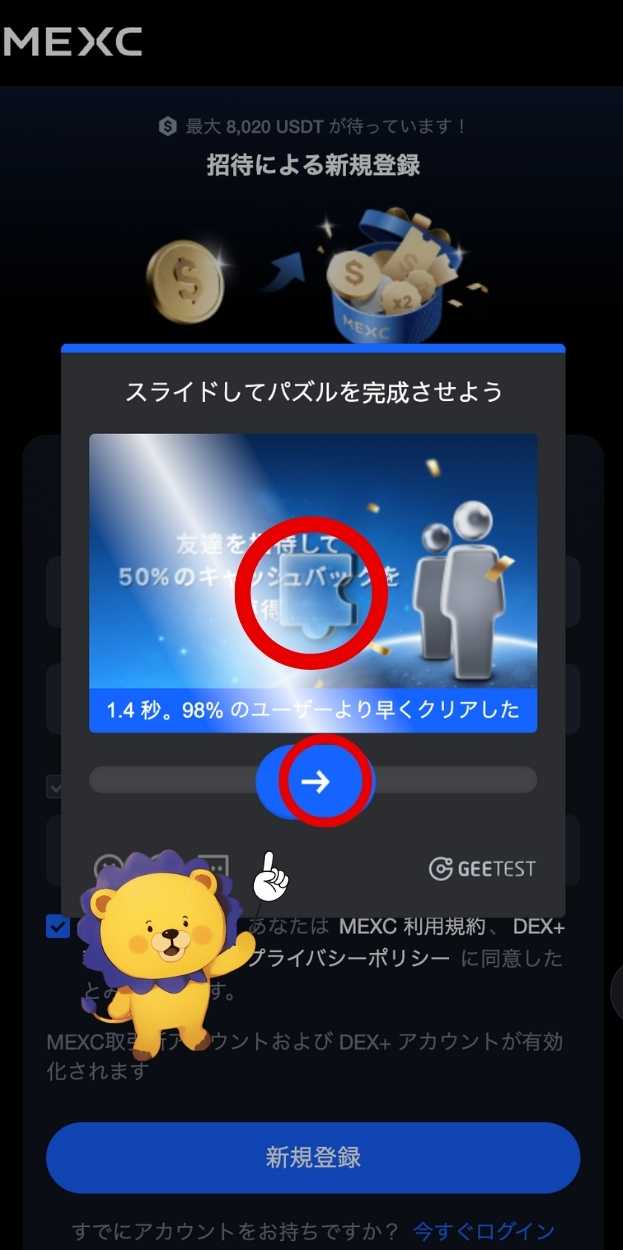 MEXC
最大 8,020 USDT が待っています！
招待による新規登録
$
$
$
x2
MEXC
スライドしてパズルを完成させよう
友達を招待して
50%のキャッシュバックを
1.4 秒。98% のユーザーより早くクリアした
GEETEST
あなたは MEXC 利用規約、DEX+
プライバシーポリシー に同意した
す。
MEXC取引所アカウントおよび DEX+ アカウントが有効
化されます
新規登録
すでにアカウントをお持ちですか？ 今すぐログイン